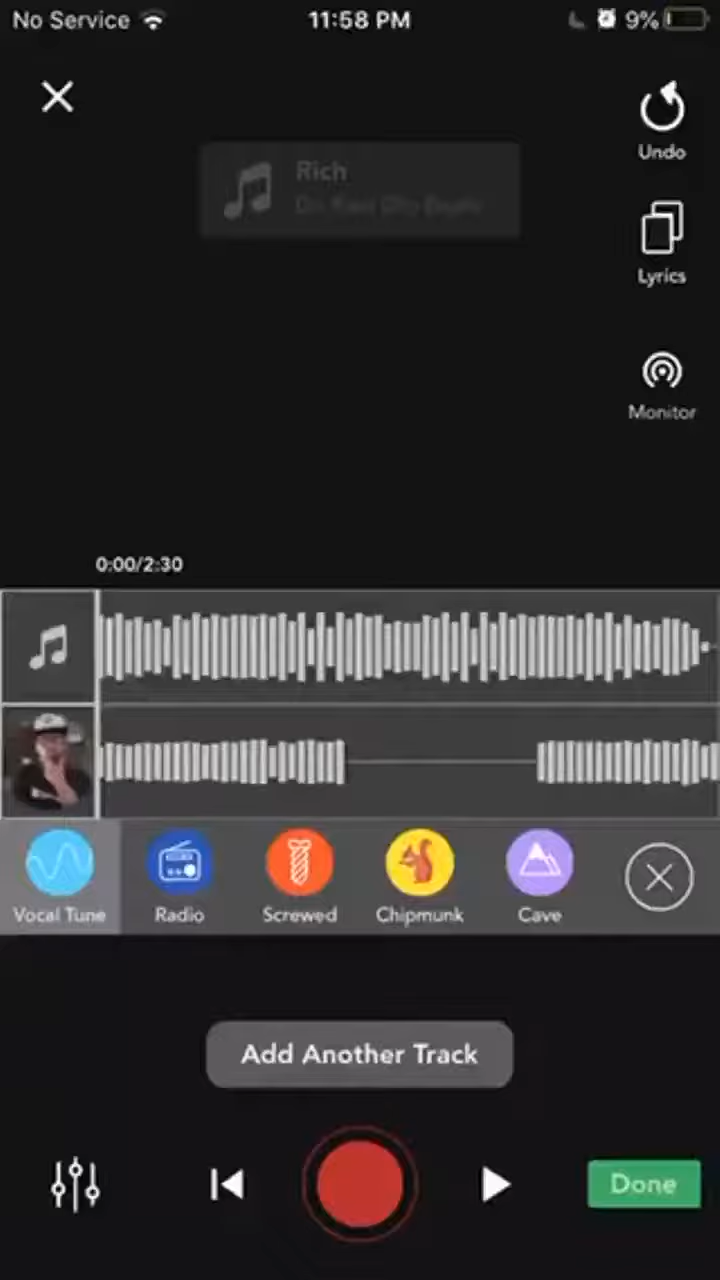 No Service
11:58 PM
9%
Undo
Rich
Lyrics
Monitor
0:00/2:30
Vocal Tune
Radio
Screwed
Chipmunk
Cave
Add Another Track
Done